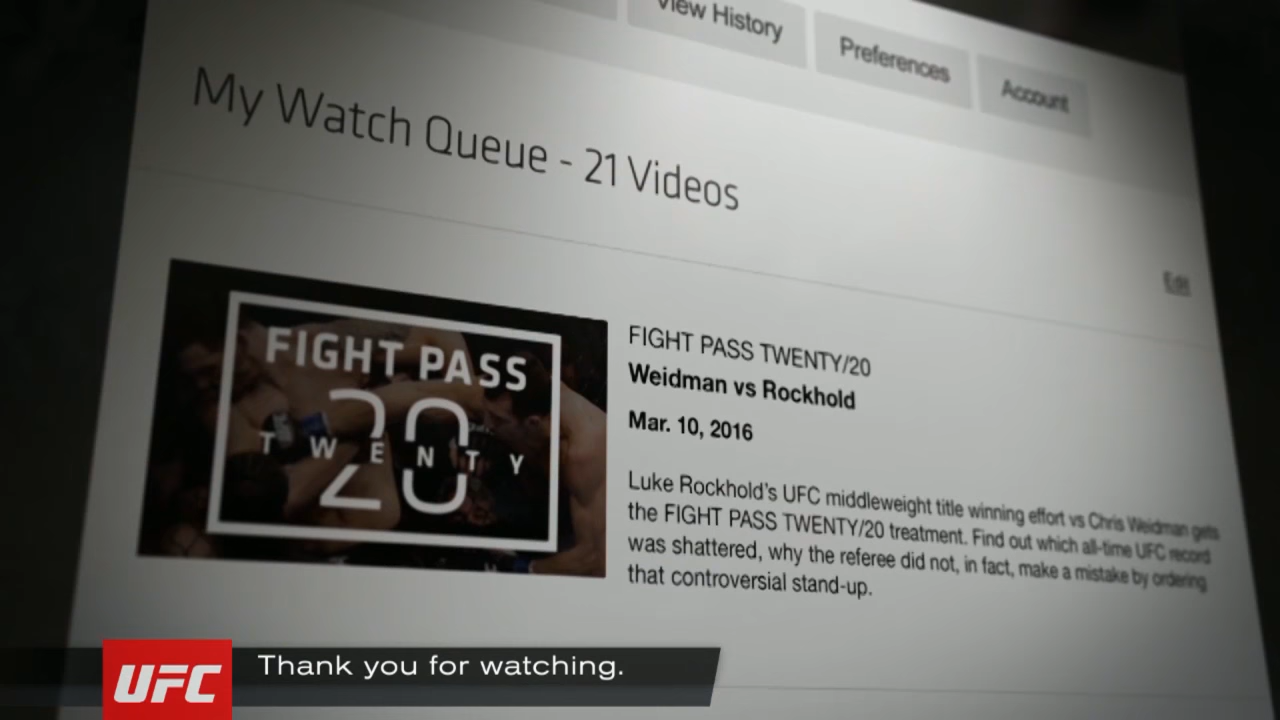 View History
Preferences
Account
My Watch Queue - 21 Videos
Edit
FIGHT PASS
20
TWENTY
FIGHT PASS TWENTY/20
Weidman vs Rockhold
Mar. 10, 2016
Luke Rockhold's UFC middleweight title winning effort vs Chris Weidman gets
the FIGHT PASS TWENTY/20 treatment. Find out which all-time UFC record
was shattered, why the referee did not, in fact, make a mistake by ordering
that controversial stand-up.
UFC
Thank you for watching.